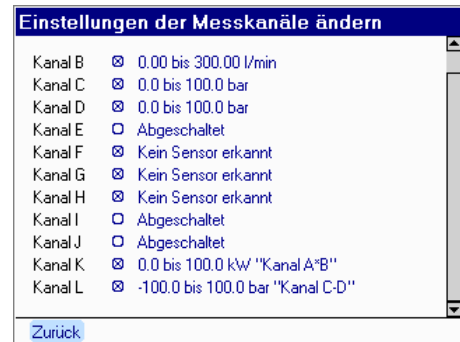 Einstellungen der Messkanäle ändern
Kanal B 0.00 bis 300.00 l/min
Kanal C 0.0 bis 100.0 bar
Kanal D 0.0 bis 100.0 bar
Kanal E Abgeschaltet
Kanal F Kein Sensor erkannt
Kanal G Kein Sensor erkannt
Kanal H Kein Sensor erkannt
Kanal I Abgeschaltet
Kanal J Abgeschaltet
Kanal K 0.0 bis 100.0 kW "Kanal A*B"
Kanal L -100.0 bis 100.0 bar "Kanal C-D"
Zurück